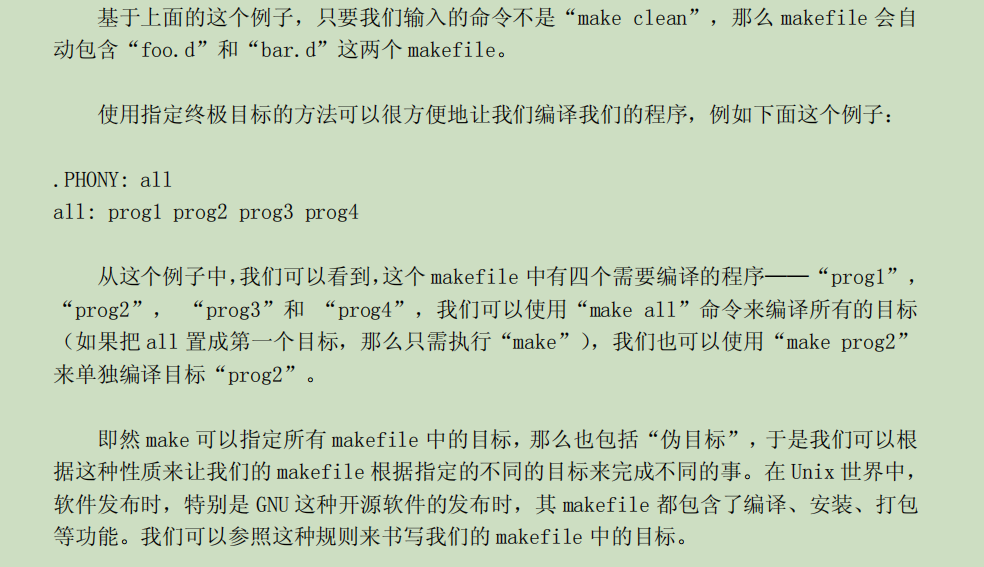 基于上面的这个例子，只要我们输入的命令不是“make clean”，那么 makefile 会自
动包含“foo.d”和“bar.d”这两个 makefile。
使用指定终极目标的方法可以很方便地让我们编译我们的程序，例如下面这个例子：
.PHONY: all
all: prog1 prog2 prog3 prog4
从这个例子中，我们可以看到，这个 makefile 中有四个需要编译的程序——“prog1”，
“prog2”， “prog3”和 “prog4”，我们可以使用“make all”命令来编译所有的目标
（如果把 all 置成第一个目标，那么只需执行“make”），我们也可以使用“make prog2”
来单独编译目标“prog2”。
即然 make 可以指定所有 makefile 中的目标，那么也包括“伪目标”，于是我们可以根
据这种性质来让我们的 makefile 根据指定的不同的目标来完成不同的事。在 Unix 世界中，
软件发布时，特别是 GNU 这种开源软件的发布时，其 makefile 都包含了编译、安装、打包
等功能。我们可以参照这种规则来书写我们的 makefile 中的目标。